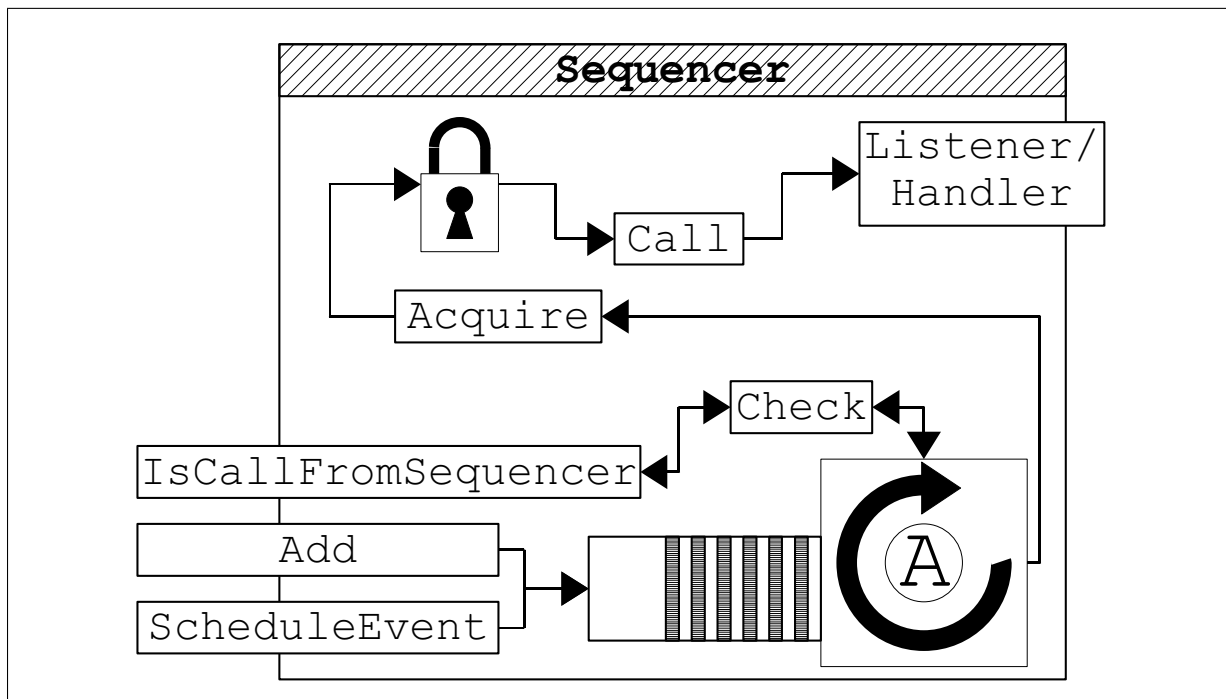 Sequencer
Listener/
Handler
Call
Acquire
Check
IsCallFromSequencer
Add
A
ScheduleEvent